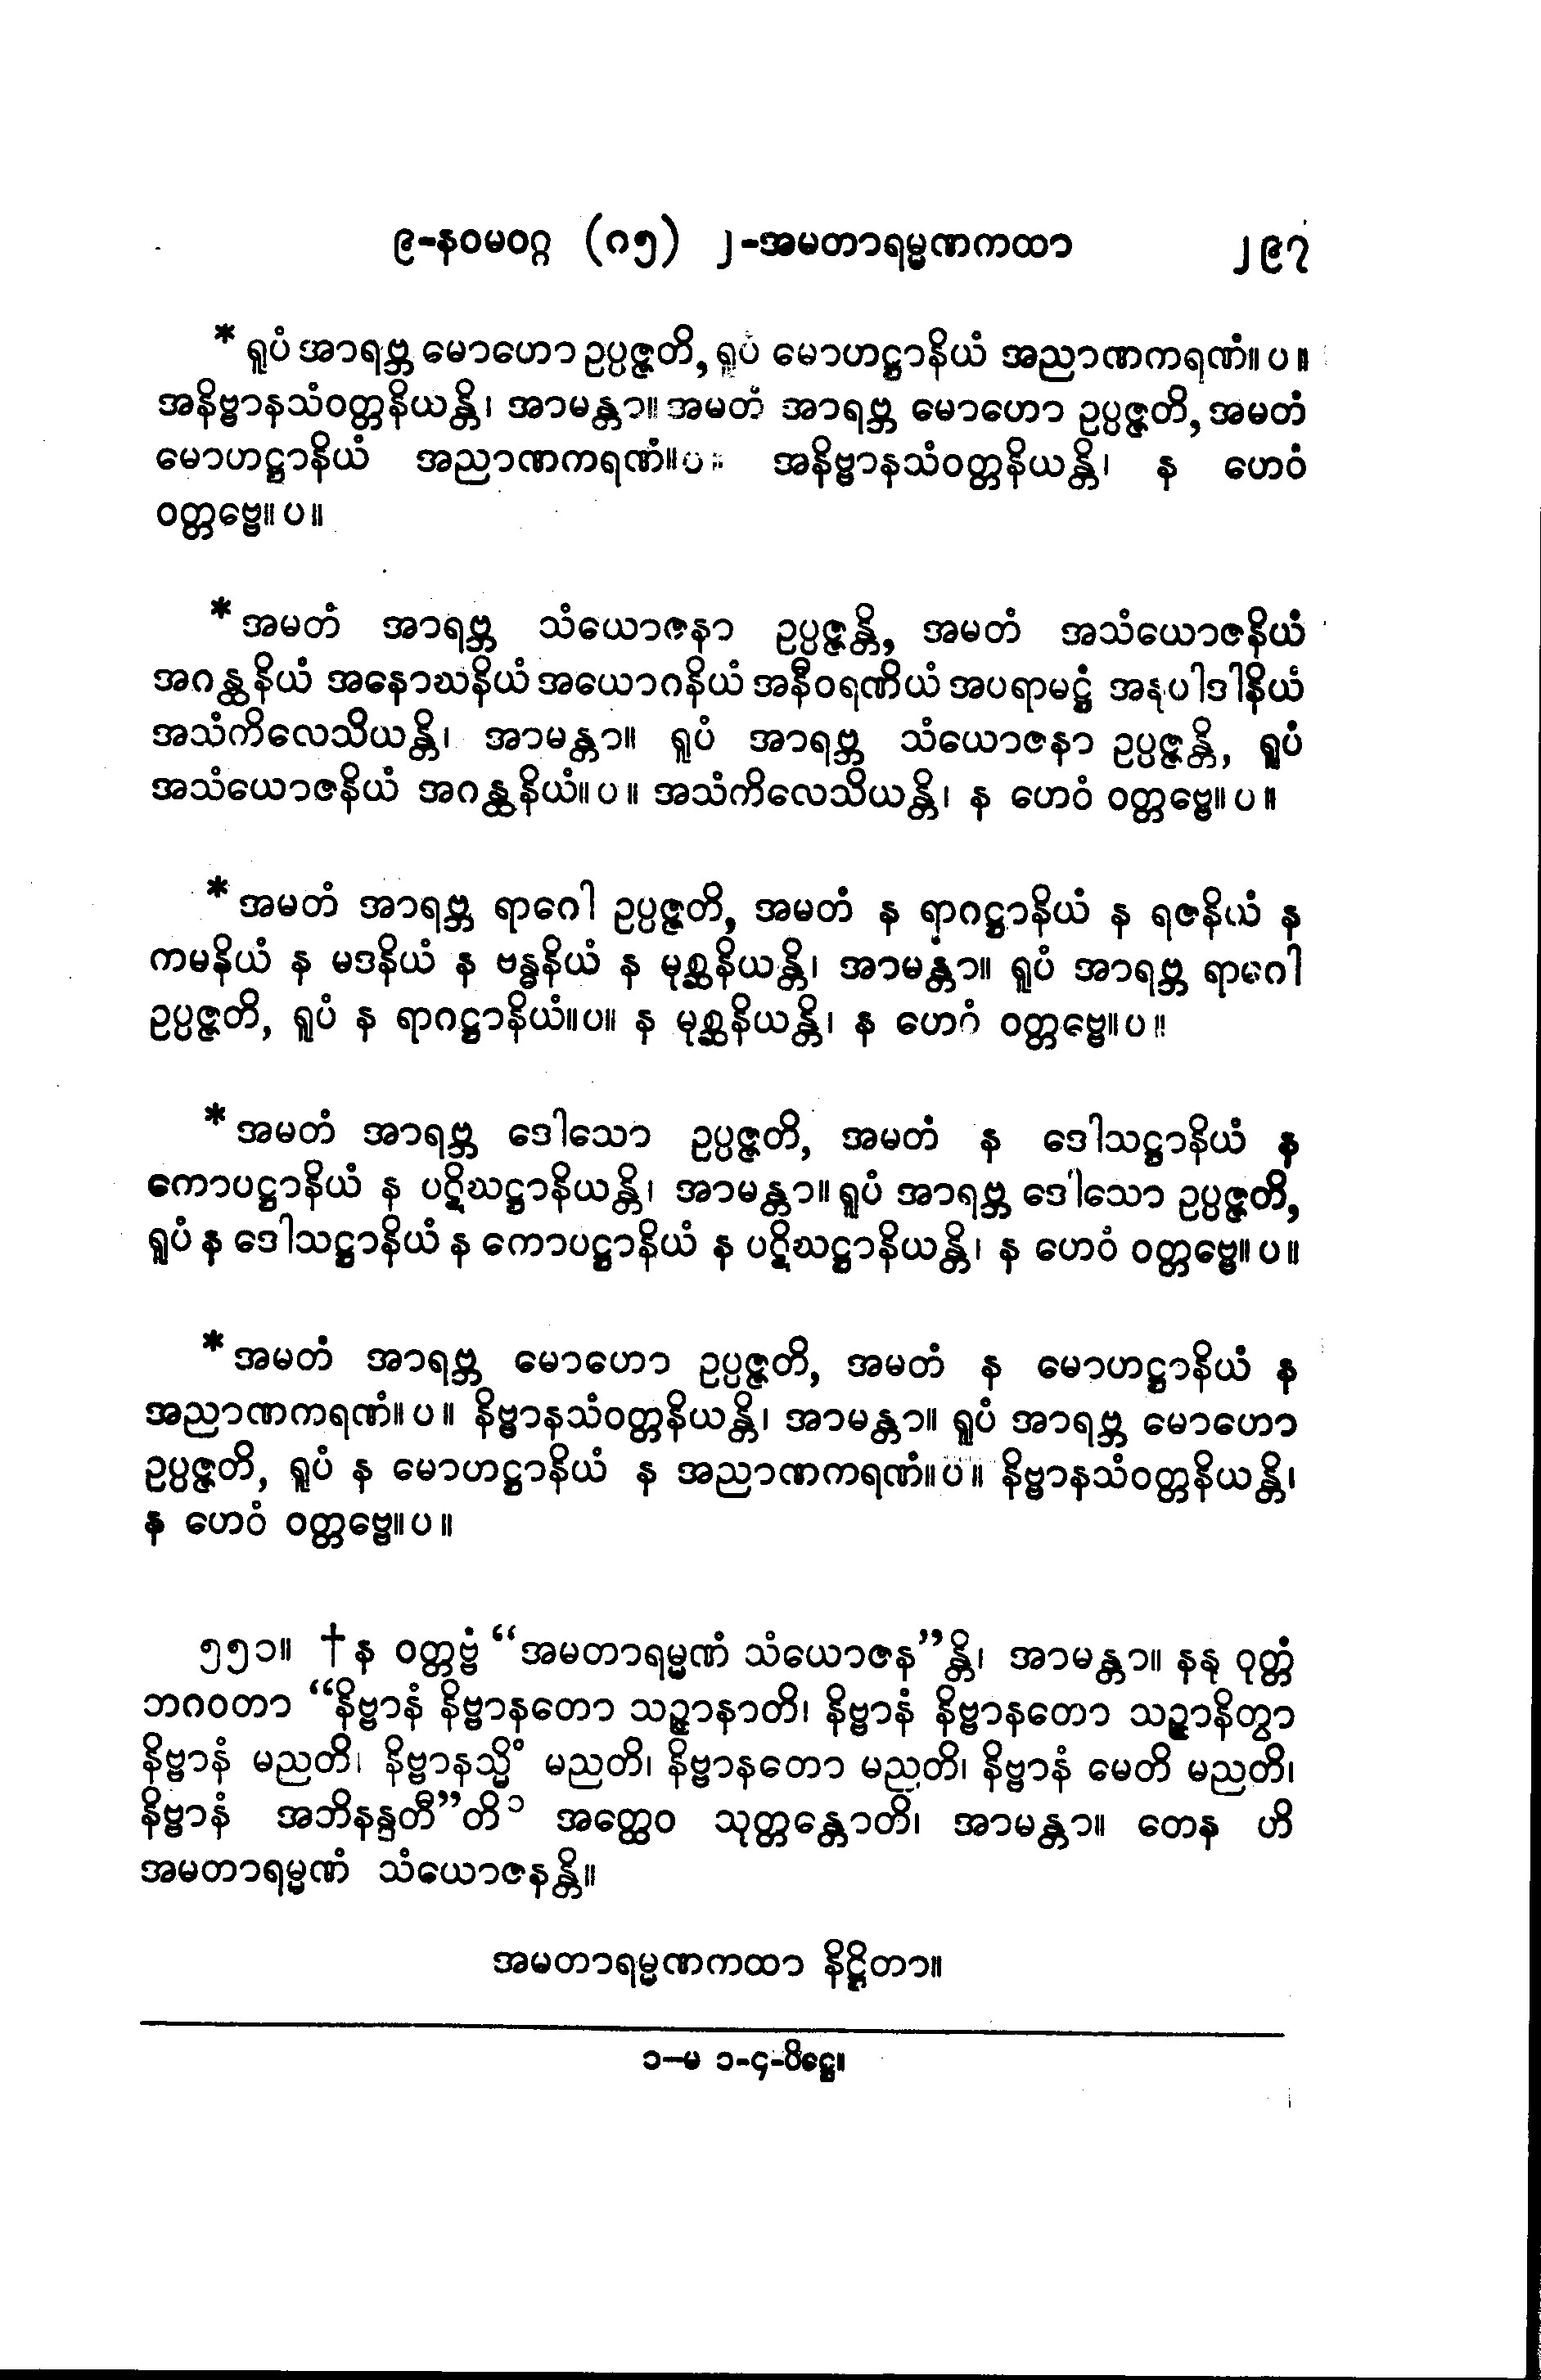 ၉-နဝမဝဂ္ဂ (၈၅) ၂-အမတာရမ္မဏကထာ ၂၉၇
* ရူပံ အာရဗ္ဘ မောဟော ဥပ္ပဇ္ဇတိ, ရူပံ မောဟဋ္ဌာနိယံ အညာဏကရဏံ။ ပ ။
အနိဗ္ဗာနသံဝတ္တနိယန္တိ၊ အာမန္တာ။ အမတံ အာရဗ္ဘ မောဟော ဥပ္ပဇ္ဇတိ, အမတံ
မောဟဋ္ဌာနိယံ အညာဏကရဏံ။ ပ ။ အနိဗ္ဗာနသံဝတ္တနိယန္တိ၊ န ဟေဝံ
ဝတ္တဗ္ဗေ။ ပ ။
* အမတံ အာရဗ္ဘ သံယောဇနာ ဥပ္ပဇ္ဇန္တိ, အမတံ အသံယောဇနိယံ
အဂန္ထနိယံ အနောဃနိယံ အယောဂနိယံ အနီဝရဏိယံ အပရာမဋ္ဌံ အနုပါဒါနိယံ
အသံကိလေသိယန္တိ၊ အာမန္တာ။ ရူပံ အာရဗ္ဘ သံယောဇနာ ဥပ္ပဇ္ဇန္တိ, ရူပံ
အသံယောဇနိယံ အဂန္ထနိယံ။ ပ ။ အသံကိလေသိယန္တိ၊ န ဟေဝံ ဝတ္တဗ္ဗေ။ ပ ။
* အမတံ အာရဗ္ဘ ရာဂေါ ဥပ္ပဇ္ဇတိ, အမတံ န ရာဂဋ္ဌာနိယံ န ရဇနိယံ န
ကမနိယံ န မဒနိယံ န ဗန္ဓနိယံ န မုစ္ဆနိယန္တိ၊ အာမန္တာ။ ရူပံ အာရဗ္ဘ ရာဂေါ
ဥပ္ပဇ္ဇတိ, ရူပံ န ရာဂဋ္ဌာနိယံ။ပ။ န မုစ္ဆနိယန္တိ၊ န ဟေဝံ ဝတ္တဗ္ဗေ။ ပ ။
* အမတံ အာရဗ္ဘ ဒေါသော ဥပ္ပဇ္ဇတိ, အမတံ န ဒေါသဋ္ဌာနိယံ န
ကောပဋ္ဌာနိယံ န ပဋိဃဋ္ဌာနိယန္တိ၊ အာမန္တာ။ ရူပံ အာရဗ္ဘ ဒေါသော ဥပ္ပဇ္ဇတိ,
ရူပံ န ဒေါသဋ္ဌာနိယံ န ကောပဋ္ဌာနိယံ န ပဋိဃဋ္ဌာနိယန္တိ၊ န ဟေဝံ ဝတ္တဗ္ဗေ။ ပ ။
* အမတံ အာရဗ္ဘ မောဟော ဥပ္ပဇ္ဇတိ, အမတံ န မောဟဋ္ဌာနိယံ န
အညာဏကရဏံ။ ပ ။ နိဗ္ဗာနသံဝတ္တနိယန္တိ၊ အာမန္တာ။ ရူပံ အာရဗ္ဘ မောဟော
ဥပ္ပဇ္ဇတိ, ရူပံ န မောဟဋ္ဌာနိယံ န အညာဏကရဏံ။ ပ ။ နိဗ္ဗာနသံဝတ္တနိယန္တိ၊
န ဟေဝံ ဝတ္တဗ္ဗေ။ ပ ။
၅၅၁။ † န ဝတ္တဗ္ဗံ “အမတာရမ္မဏံ သံယောဇန”န္တိ၊ အာမန္တာ။ နနု ဝုတ္တံ
ဘဂဝတာ “နိဗ္ဗာနံ နိဗ္ဗာနတော သဉ္ဇာနာတိ၊ နိဗ္ဗာနံ နိဗ္ဗာနတော သဉ္ဇာနိတွာ
နိဗ္ဗာနံ မညတိ၊ နိဗ္ဗာနသ္မိံ မညတိ၊ နိဗ္ဗာနတော မညတိ၊ နိဗ္ဗာနံ မေတိ မညတိ၊
နိဗ္ဗာနံ အဘိနန္ဒတီ”တိ ၁ အတ္ထေဝ သုတ္တန္တောတိ၊ အာမန္တာ။ တေန ဟိ
အမတာရမ္မဏံ သံယောဇနန္တိ။
အမတာရမ္မဏကထာ နိဋ္ဌိတာ။
၁-မ ၁-၄-ပိဋ္ဌေ။